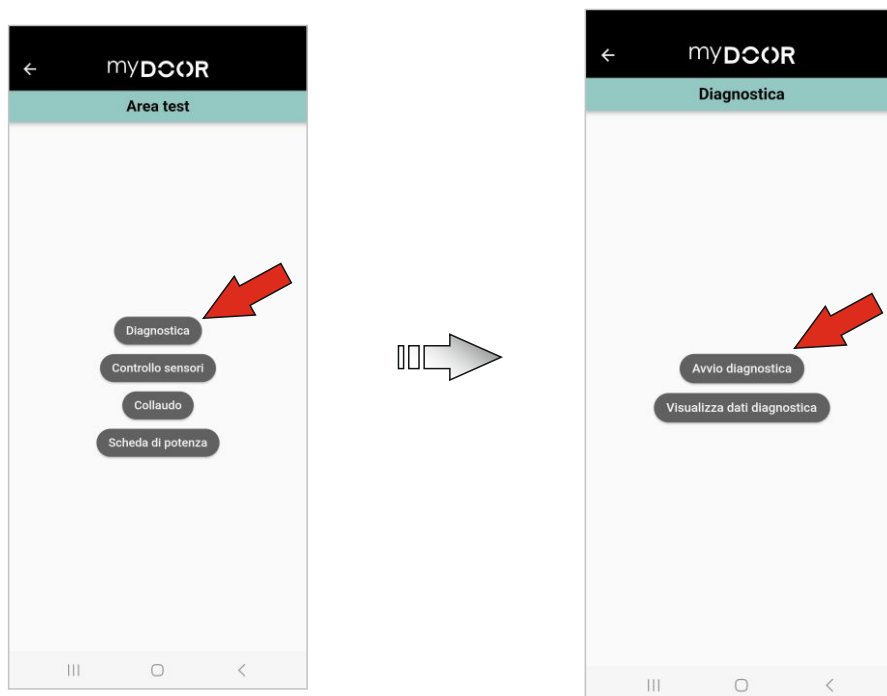 myDOOR
Area test
Diagnostica
Controllo sensori
Collaudo
Scheda di potenza
myDOOR
Diagnostica
Avvio diagnostica
Visualizza dati diagnostica